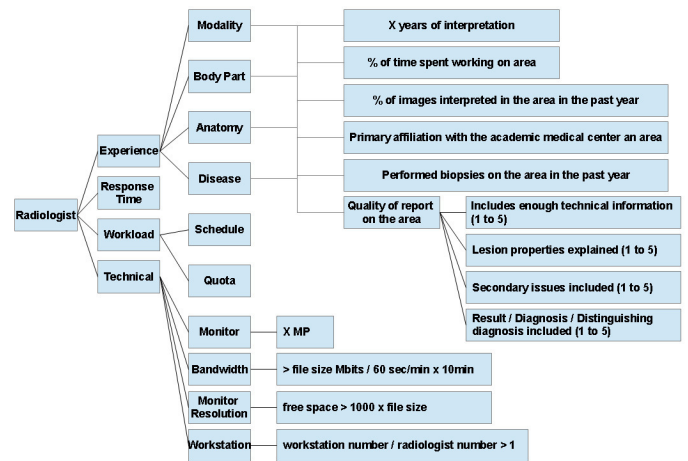 Radiologist
Experience
Response
Time
Workload
Technical
Modality
Body Part
Anatomy
Disease
Schedule
Quota
Monitor
Bandwidth
Monitor
Resolution
Workstation
X years of interpretation
% of time spent working on area
% of images interpreted in the area in the past year
Primary affiliation with the academic medical center an area
Performed biopsies on the area in the past year
Quality of report
on the area
Includes enough technical information
(1 to 5)
Lesion properties explained (1 to 5)
Secondary issues included (1 to 5)
Result / Diagnosis / Distinguishing
diagnosis included (1 to 5)
X MP
> file size Mbits / 60 sec/min x 10min
free space > 1000 x file size
workstation number / radiologist number > 1